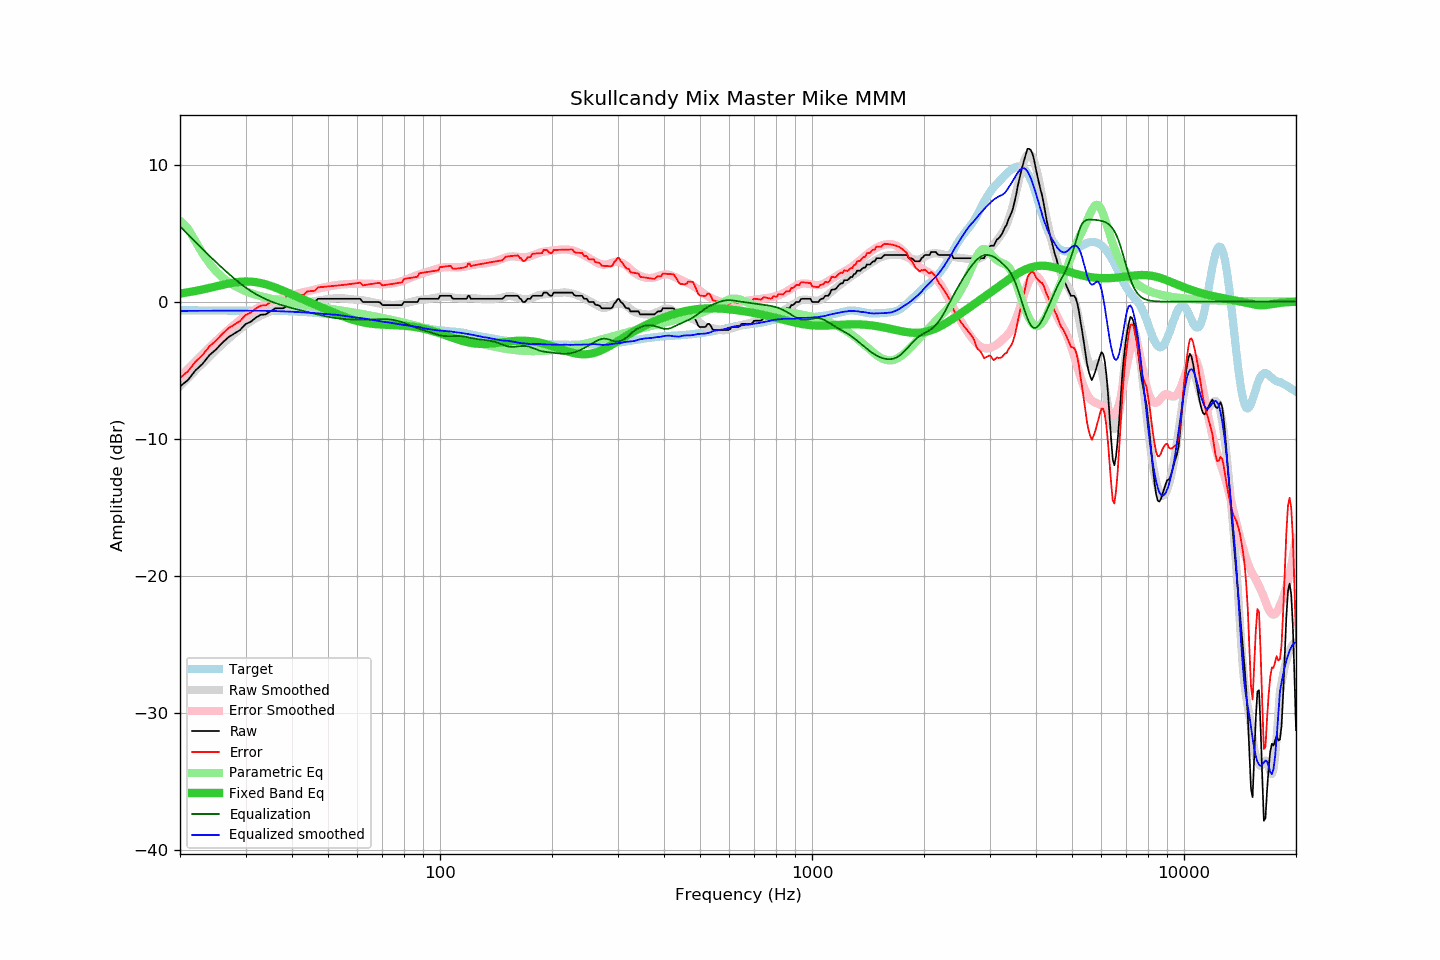 Skullcandy Mix Master Mike MMM
10
0
−10
−20
−30
−40
Amplitude (dBr)
100
1000
10000
Frequency (Hz)
Target
Raw Smoothed
Error Smoothed
Raw
Error
Parametric Eq
Fixed Band Eq
Equalization
Equalized smoothed